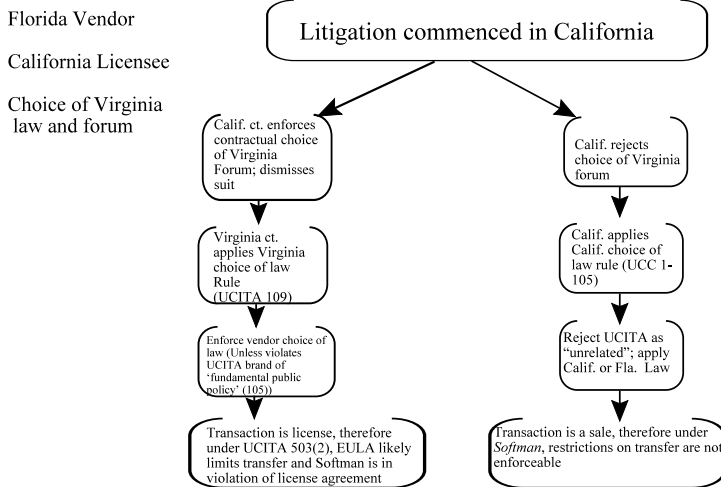 Florida Vendor
California Licensee
Choice of Virginia
law and forum
Litigation commenced in California
Calif. ct. enforces
contractual choice
of Virginia
Forum; dismisses
suit
Virginia ct.
applies Virginia
choice of law
Rule
(UCITA 109)
Enforce vendor choice of
law (Unless violates
UCITA brand of
‘fundamental public
policy’ (105))
Transaction is license, therefore
under UCITA 503(2), EULA likely
limits transfer and Softman is in
violation of license agreement
Calif. rejects
choice of Virginia
forum
Calif. applies
Calif. choice of
law rule (UCC 1-
105)
Reject UCITA as
“unrelated”; apply
Calif. or Fla. Law
Transaction is a sale, therefore under
Softman, restrictions on transfer are not
enforceable